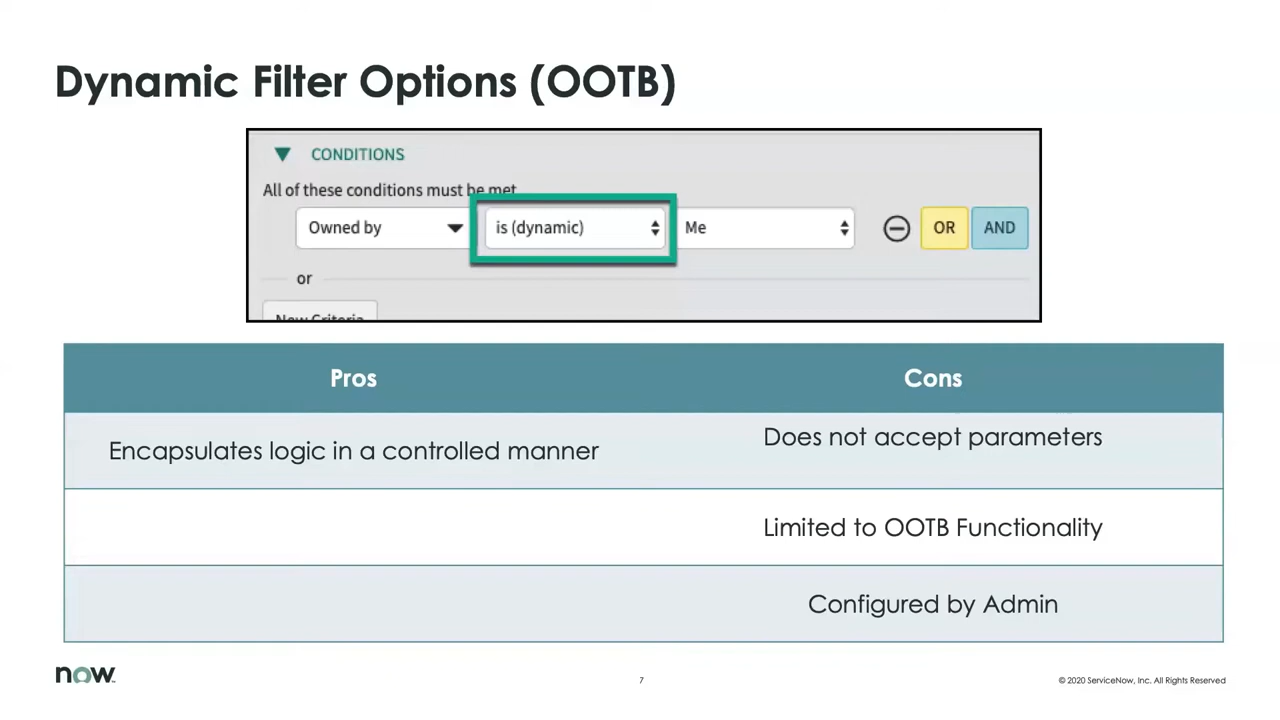 Dynamic Filter Options (OOTB)
CONDITIONS
All of these conditions must be met
Owned by is (dynamic) Me OR AND
or
New Criteria
Pros Cons
Encapsulates logic in a controlled manner Does not accept parameters
Limited to OOTB Functionality
Configured by Admin
now 7 © 2020 ServiceNow, Inc. All Rights Reserved